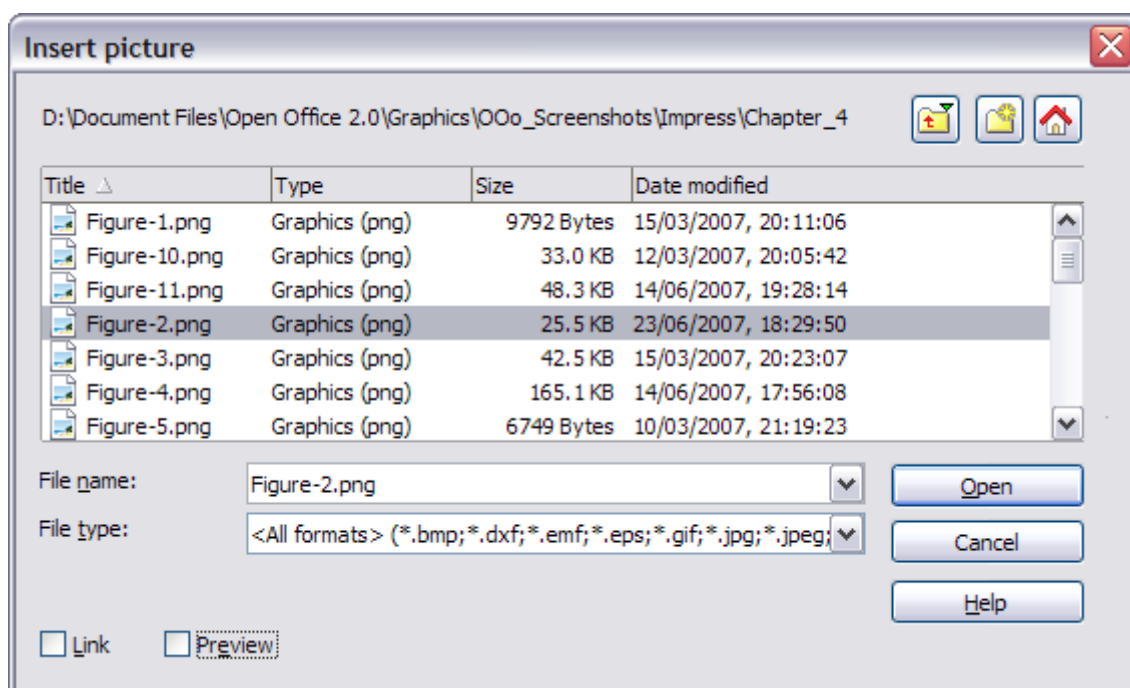 Insert picture
D:\Document Files\Open Office 2.0\Graphics\OOo_Screenshots\Impress\Chapter_4
Title Type Size Date modified
Figure-1.png Graphics (png) 9792 Bytes 15/03/2007, 20:11:06
Figure-10.png Graphics (png) 33.0 KB 12/03/2007, 20:05:42
Figure-11.png Graphics (png) 48.3 KB 14/06/2007, 19:28:14
Figure-2.png Graphics (png) 25.5 KB 23/06/2007, 18:29:50
Figure-3.png Graphics (png) 42.5 KB 15/03/2007, 20:23:07
Figure-4.png Graphics (png) 165.1 KB 14/06/2007, 17:56:08
Figure-5.png Graphics (png) 6749 Bytes 10/03/2007, 21:19:23
File name: Figure-2.png Open
File type: <All formats> (*.bmp;*.dxf;*.emf;*.eps;*.gif;*.jpg;*.jpeg; Cancel
Help
Link Preview